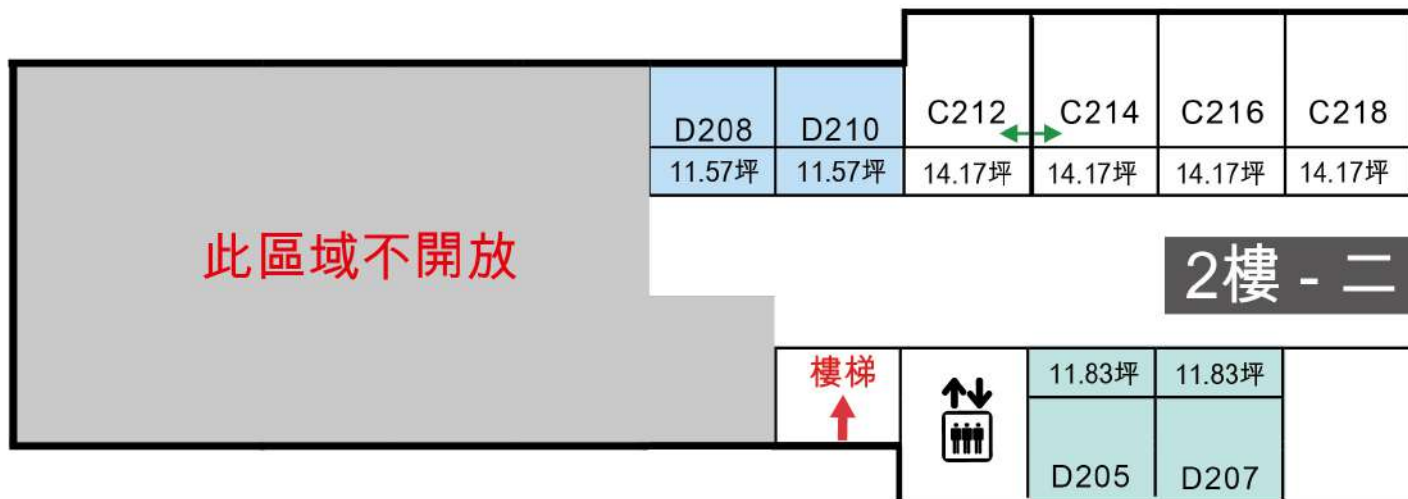 D208 D210 C212 C214 C216 C218
11.57坪 11.57坪 14.17坪 14.17坪 14.17坪 14.17坪
此區域不開放
2樓 - 二
樓梯 11.83坪 11.83坪
D205 D207